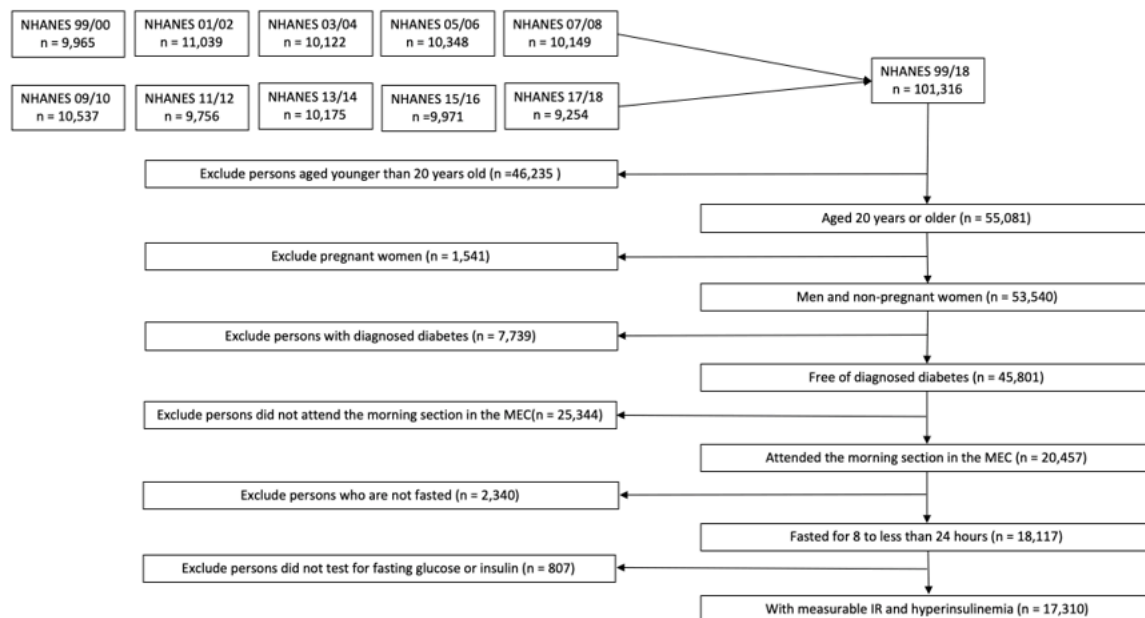 NHANES 99/00
n = 9,965
NHANES 01/02
n = 11,039
NHANES 03/04
n = 10,122
NHANES 05/06
n = 10,348
NHANES 07/08
n = 10,149
NHANES 99/18
n = 101,316
NHANES 09/10
n = 10,537
NHANES 11/12
n = 9,756
NHANES 13/14
n = 10,175
NHANES 15/16
n =9,971
NHANES 17/18
n = 9,254
Exclude persons aged younger than 20 years old (n =46,235 )
Aged 20 years or older (n = 55,081)
Exclude pregnant women (n = 1,541)
Men and non-pregnant women (n = 53,540)
Exclude persons with diagnosed diabetes (n = 7,739)
Free of diagnosed diabetes (n = 45,801)
Exclude persons did not attend the morning section in the MEC(n = 25,344)
Attended the morning section in the MEC (n = 20,457)
Exclude persons who are not fasted (n = 2,340)
Fasted for 8 to less than 24 hours (n = 18,117)
Exclude persons did not test for fasting glucose or insulin (n = 807)
With measurable IR and hyperinsulinemia (n = 17,310)